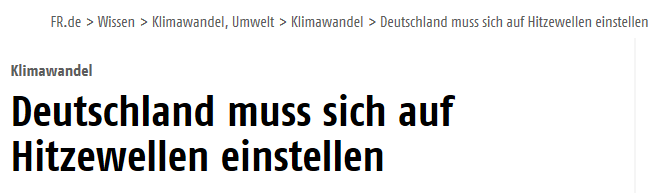 FR.de > Wissen > Klimawandel, Umwelt > Klimawandel > Deutschland muss sich auf Hitzewellen einstellen
Klimawandel
Deutschland muss sich auf
Hitzewellen einstellen